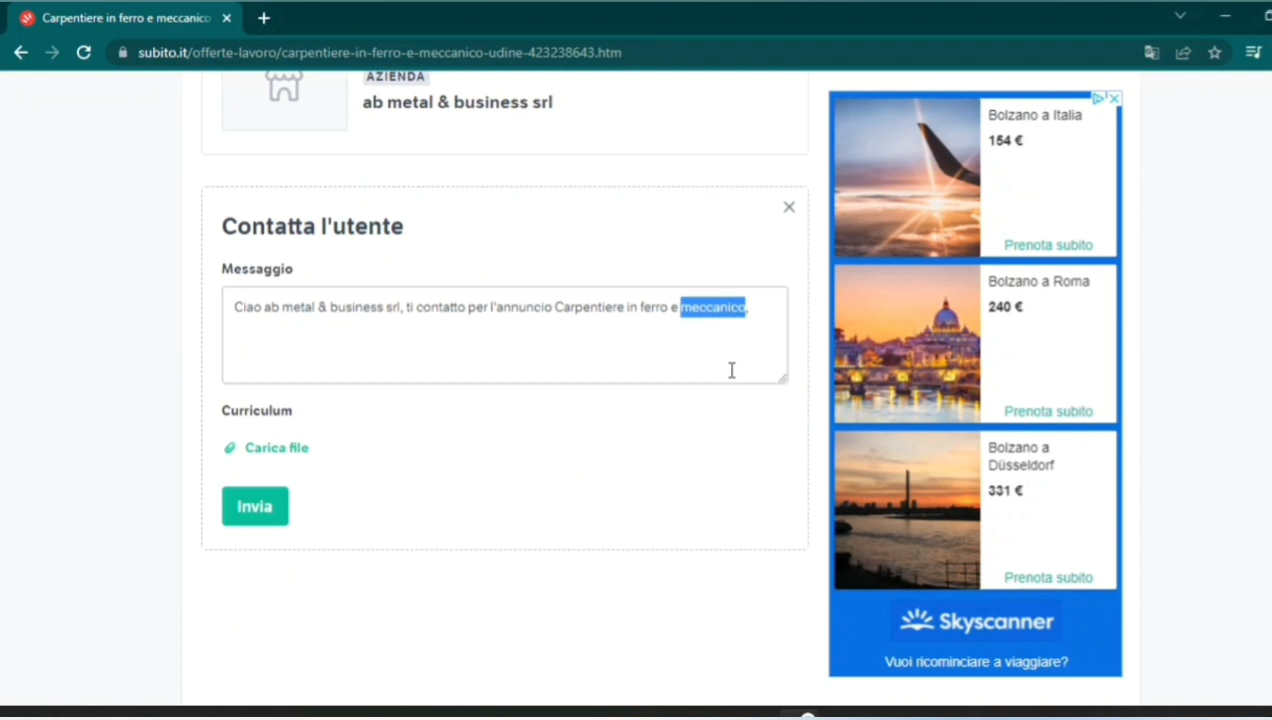 Carpentiere in ferro e meccanico
subito.it/offerte-lavoro/carpentiere-in-ferro-e-meccanico-udine-423238643.htm
AZIENDA
ab metal & business srl
Contatta l'utente
Messaggio
Ciao ab metal & business srl, ti contatto per l'annuncio Carpentiere in ferro e meccanico,
Curriculum
Carica file
Invia
Bolzano a Italia
154 €
Prenota subito
Bolzano a Roma
240 €
Prenota subito
Bolzano a
Düsseldorf
331 €
Prenota subito
Skyscanner
Vuoi ricominciare a viaggiare?